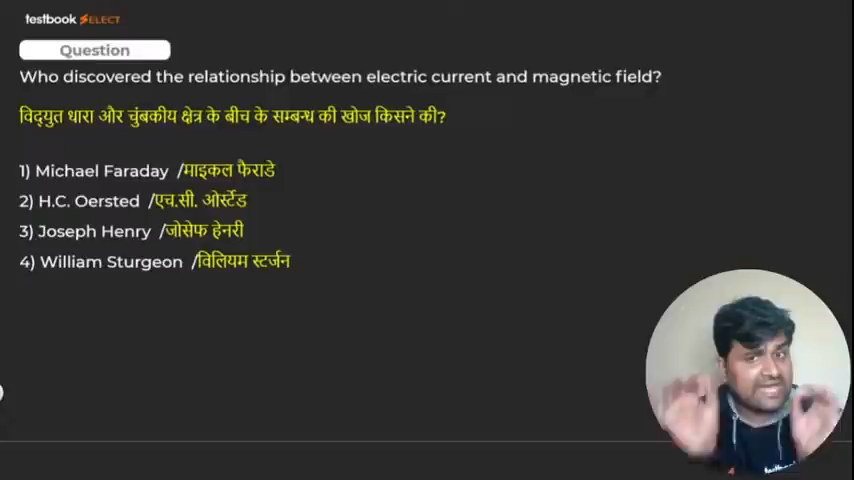 testbook SELECT
Question
Who discovered the relationship between electric current and magnetic field?
विद्युत धारा और चुंबकीय क्षेत्र के बीच के सम्बन्ध की खोज किसने की?
1) Michael Faraday /माइकल फैराडे
2) H.C. Oersted /एच.सी. ओर्स्टेड
3) Joseph Henry /जोसेफ हेनरी
4) William Sturgeon /विलियम स्टर्जन